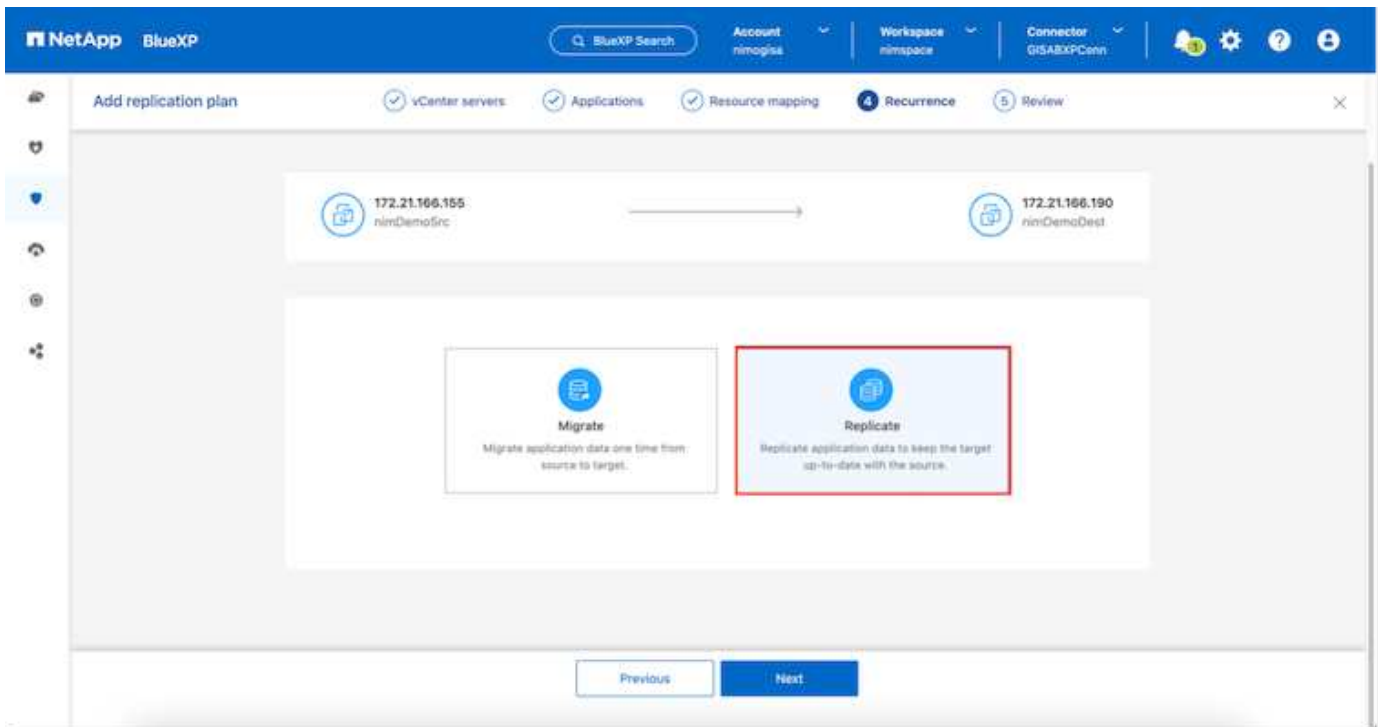 NetApp BlueXP
BlueXP Search
Account
nimogisa
Workspace
nimspace
Connector
GISABXPConn
1
Add replication plan
vCenter servers
Applications
Resource mapping
4 Recurrence
5 Review
172.21.166.155
nimDemoSrc
172.21.166.190
nimDemoDest
Migrate
Migrate application data one time from
source to target.
Replicate
Replicate application data to keep the target
up-to-date with the source.
Previous
Next